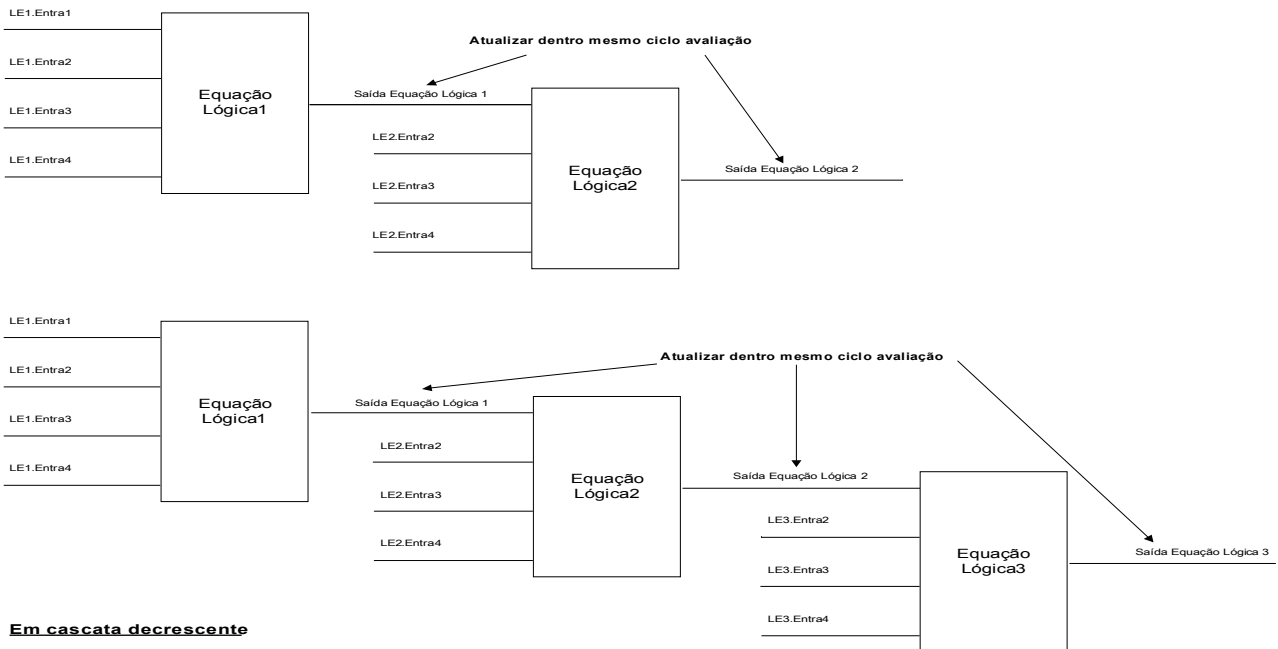 LE1.Entra1
Atualizar dentro mesmo ciclo avaliação
LE1.Entra2
Equação
Lógica1
Saída Equação Lógica 1
LE1.Entra3
LE2.Entra2
LE1.Entra4
Equação
Lógica2
Saída Equação Lógica 2
LE2.Entra3
LE2.Entra4
LE1.Entra1
Atualizar dentro mesmo ciclo avaliação
LE1.Entra2
Equação
Lógica1
Saída Equação Lógica 1
LE1.Entra3
LE2.Entra2
LE1.Entra4
Equação
Lógica2
Saída Equação Lógica 2
LE2.Entra3
LE3.Entra2
LE2.Entra4
Equação
Lógica3
Saída Equação Lógica 3
LE3.Entra3
LE3.Entra4
Em cascata decrescente